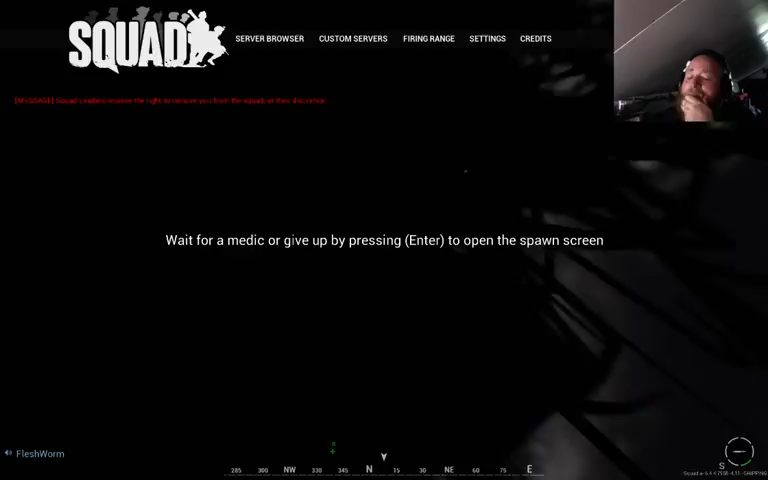 SQUAD
SERVER BROWSER
CUSTOM SERVERS
FIRING RANGE
SETTINGS
CREDITS
[MESSAGE] Squad Leaders reserve the right to remove you from the squad, at their discretion
Wait for a medic or give up by pressing (Enter) to open the spawn screen
FleshWorm
285 300 NW 330 345 N 15 30 NE 60 75 E
S